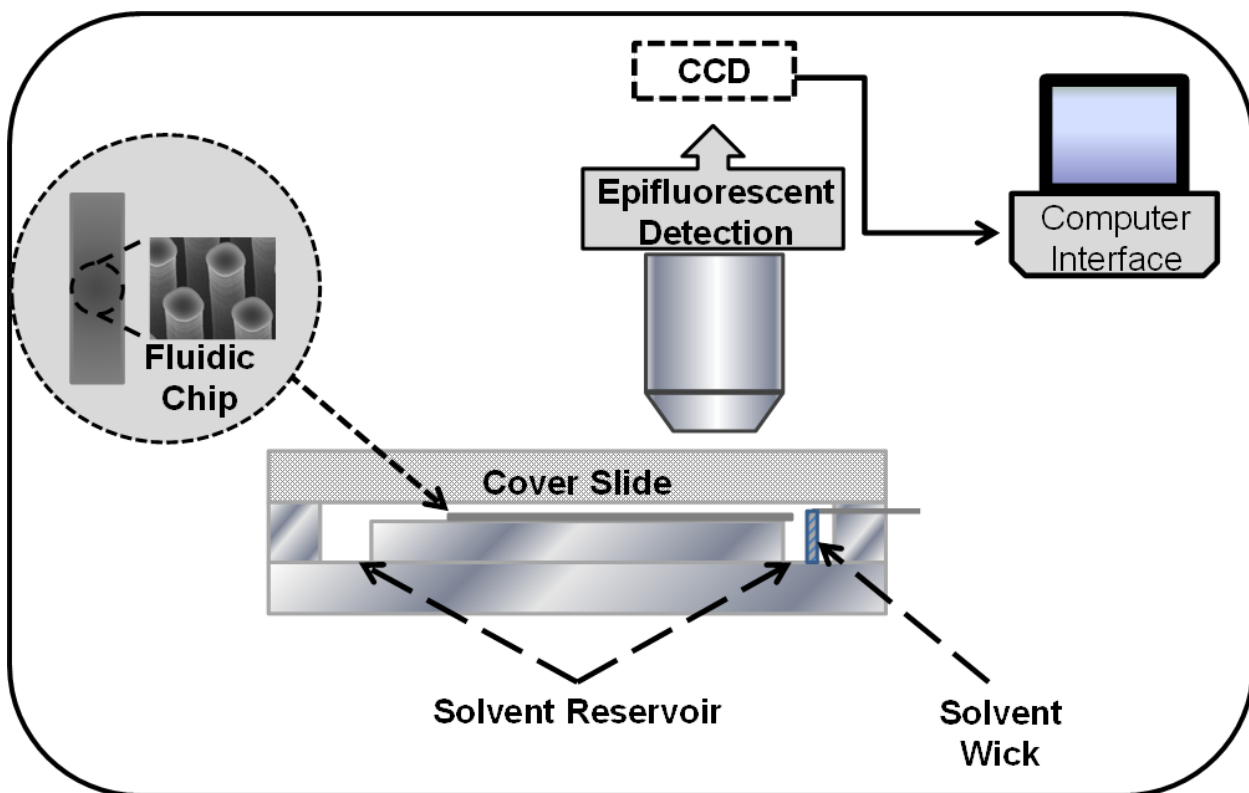 CCD
Epifluorescent
Detection
Computer
Interface
Fluidic
Chip
Cover Slide
Solvent Reservoir
Solvent
Wick